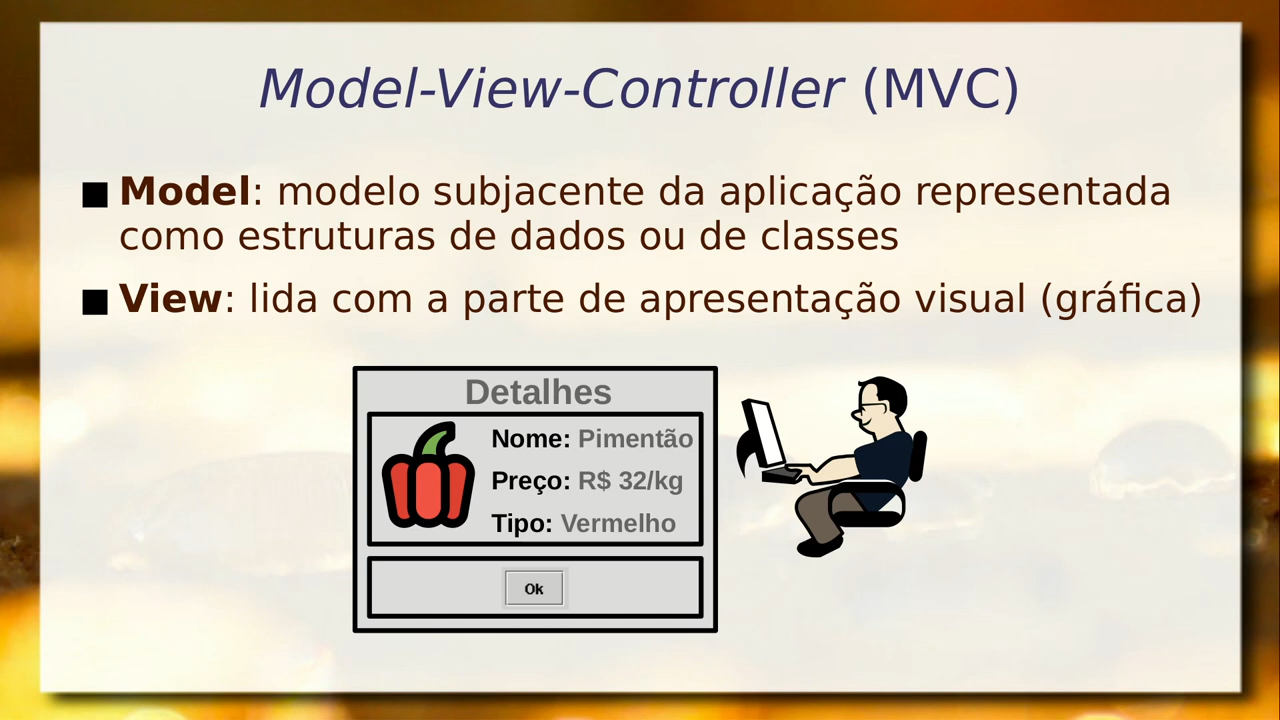 Model-View-Controller (MVC)
■ Model: modelo subjacente da aplicação representada
como estruturas de dados ou de classes
■ View: lida com a parte de apresentação visual (gráfica)
Detalhes
Nome: Pimentão
Preço: R$ 32/kg
Tipo: Vermelho
Ok